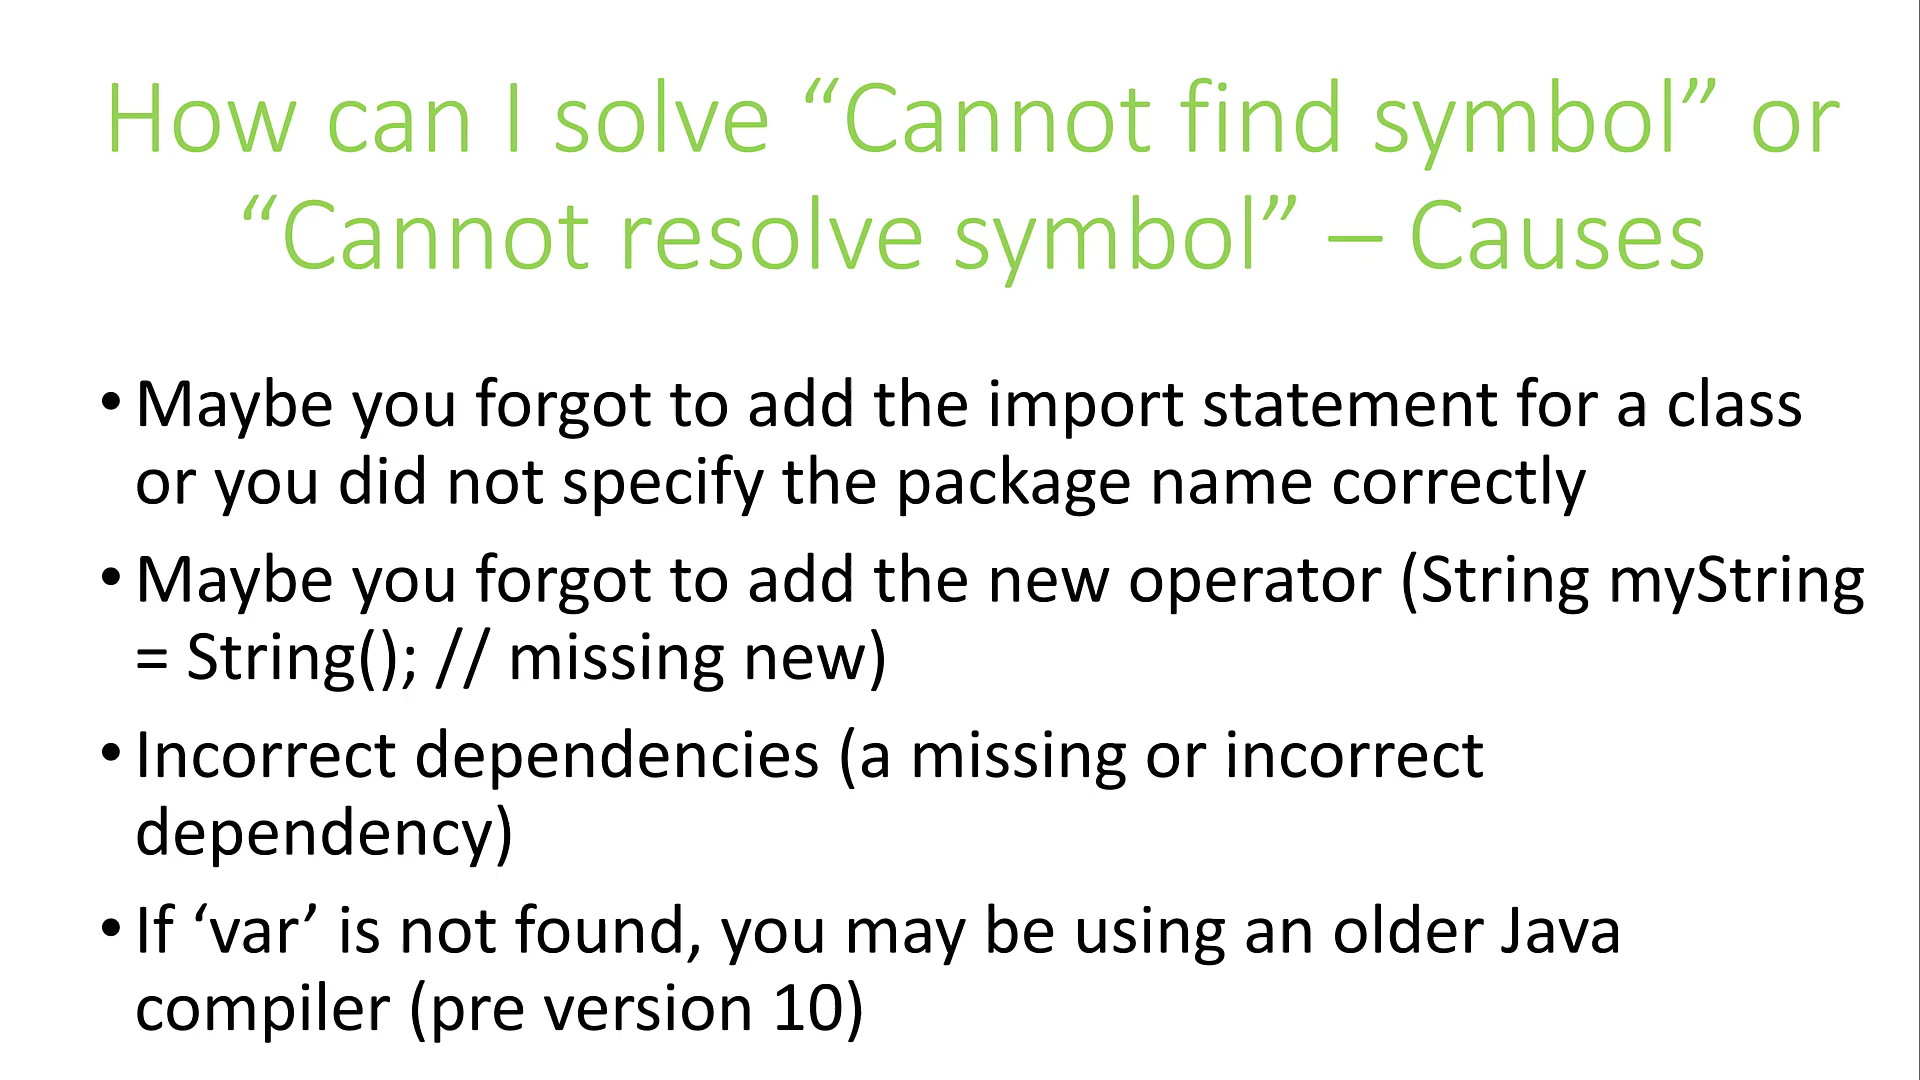 How can I solve “Cannot find symbol” or
“Cannot resolve symbol” – Causes
• Maybe you forgot to add the import statement for a class
or you did not specify the package name correctly
• Maybe you forgot to add the new operator (String myString
= String(); // missing new)
• Incorrect dependencies (a missing or incorrect
dependency)
• If ‘var’ is not found, you may be using an older Java
compiler (pre version 10)